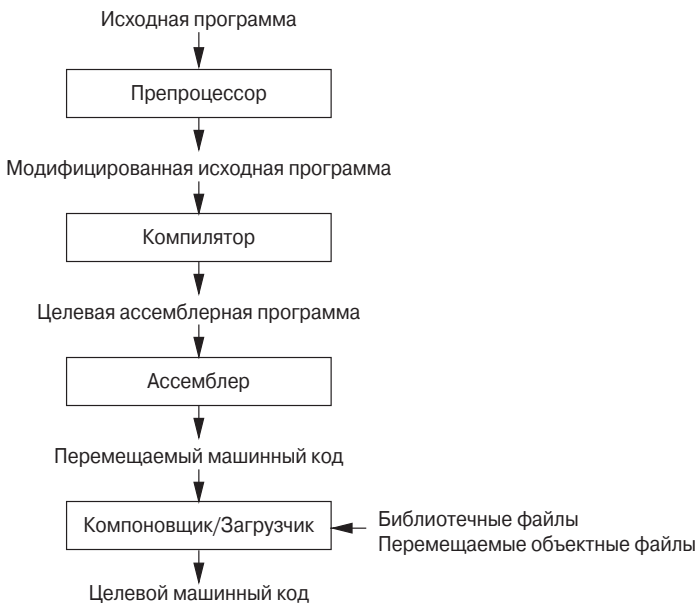 Исходная программа
Препроцессор
Модифицированная исходная программа
Компилятор
Целевая ассемблерная программа
Ассемблер
Перемещаемый машинный код
Компоновщик/Загрузчик
Библиотечные файлы
Перемещаемые объектные файлы
Целевой машинный код